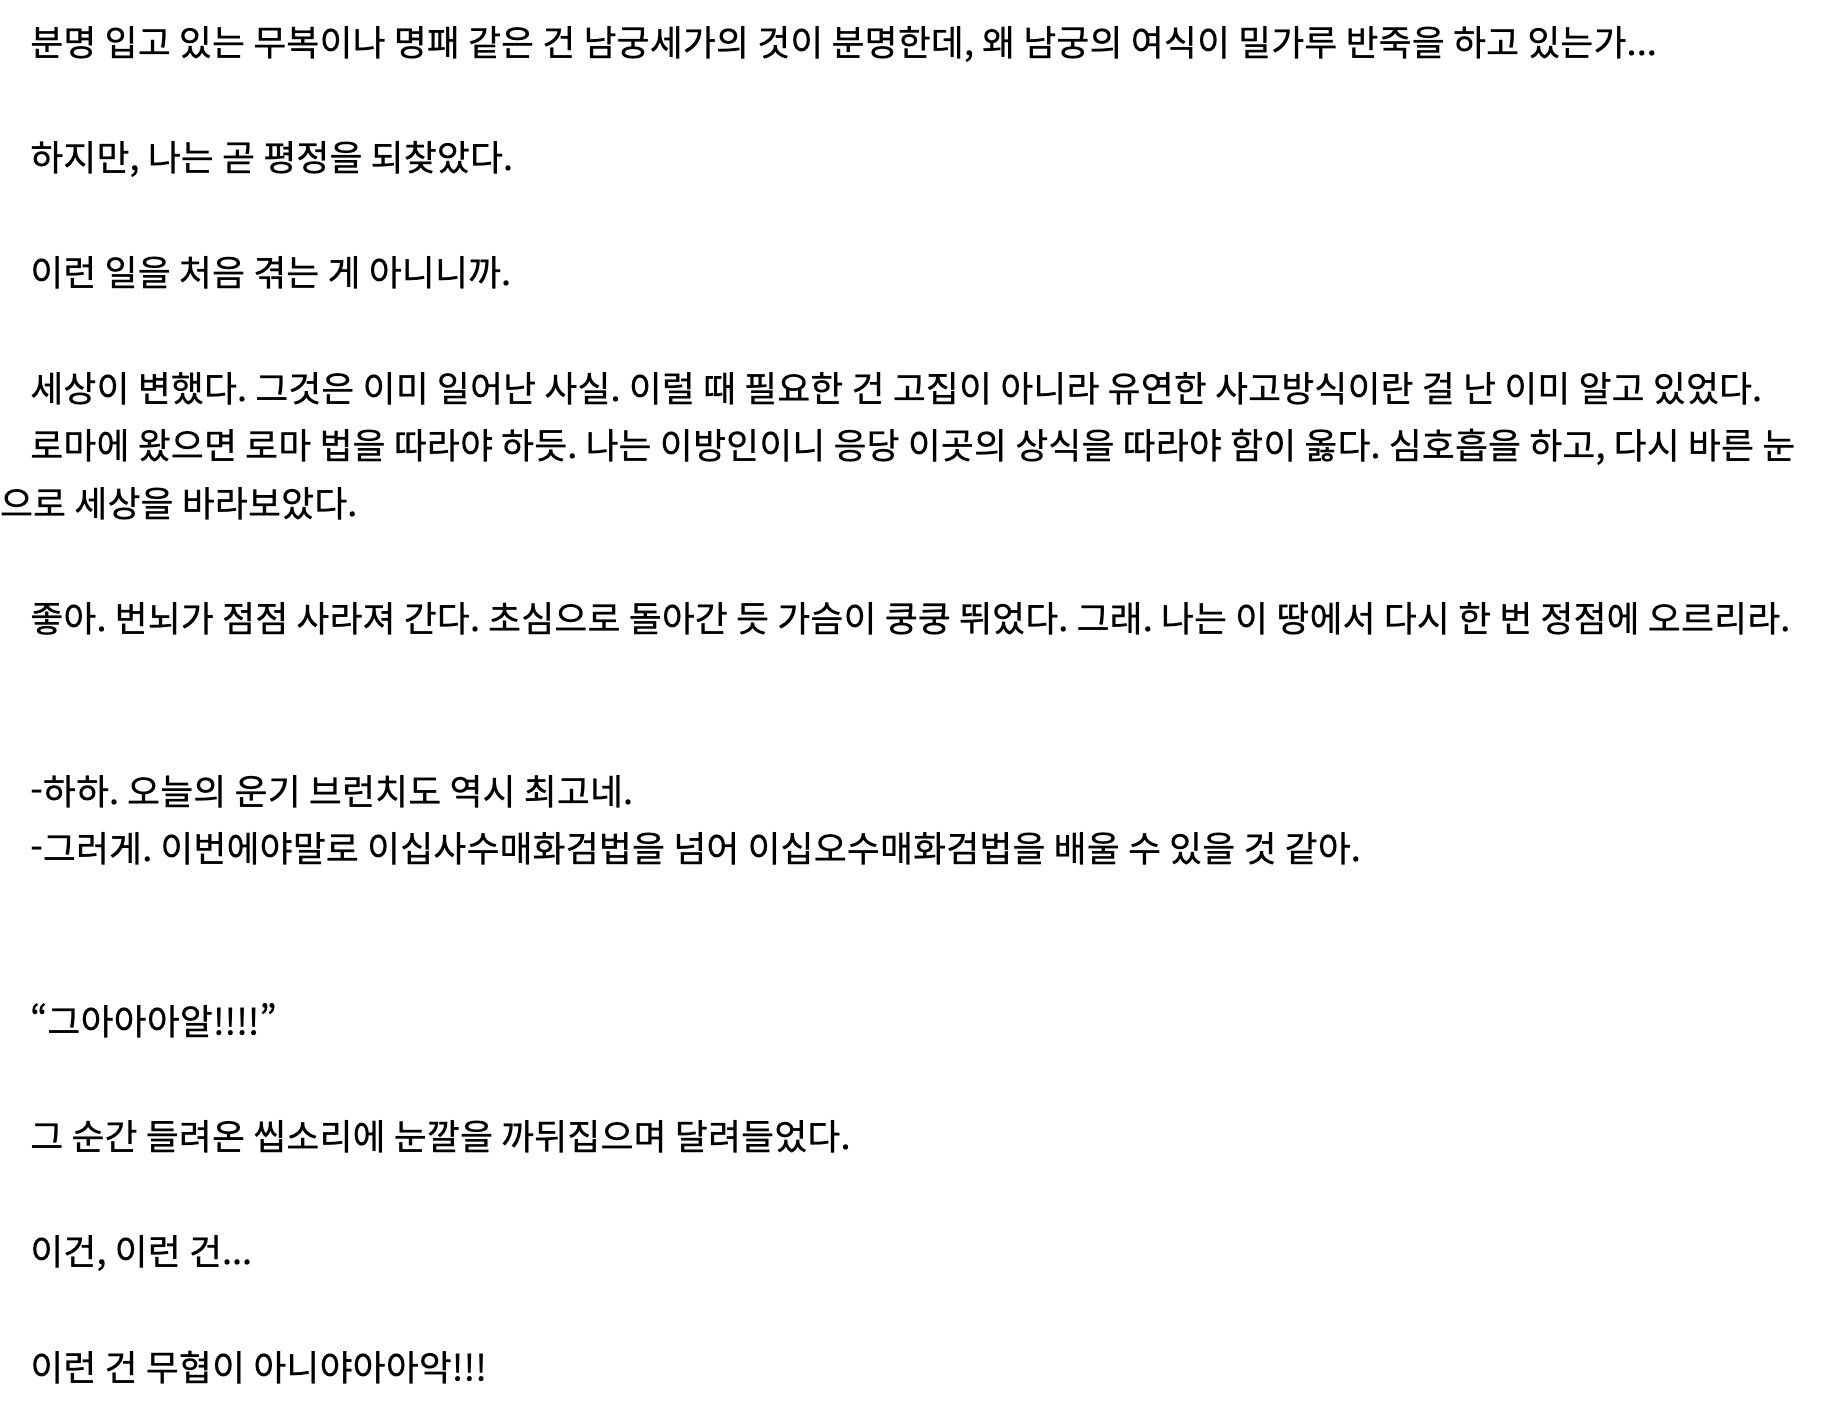 분명 입고 있는 무복이나 명패 같은 건 남궁세가의 것이 분명한데, 왜 남궁의 여식이 밀가루 반죽을 하고 있는가...
하지만, 나는 곧 평정을 되찾았다.
이런 일을 처음 겪는 게 아니니까.
세상이 변했다. 그것은 이미 일어난 사실. 이럴 때 필요한 건 고집이 아니라 유연한 사고방식이란 걸 난 이미 알고 있었다.
로마에 왔으면 로마 법을 따라야 하듯. 나는 이방인이니 응당 이곳의 상식을 따라야 함이 옳다. 심호흡을 하고, 다시 바른 눈
으로 세상을 바라보았다.
좋아. 번뇌가 점점 사라져 간다. 초심으로 돌아간 듯 가슴이 쿵쿵 뛰었다. 그래. 나는 이 땅에서 다시 한 번 정점에 오르리라.
-하하. 오늘의 운기 브런치도 역시 최고네.
-그러게. 이번에야말로 이십사수매화검법을 넘어 이십오수매화검법을 배울 수 있을 것 같아.
“그아아아알!!!!”
그 순간 들려온 씹소리에 눈깔을 까뒤집으며 달려들었다.
이건, 이런 건...
이런 건 무협이 아니야아아악!!!